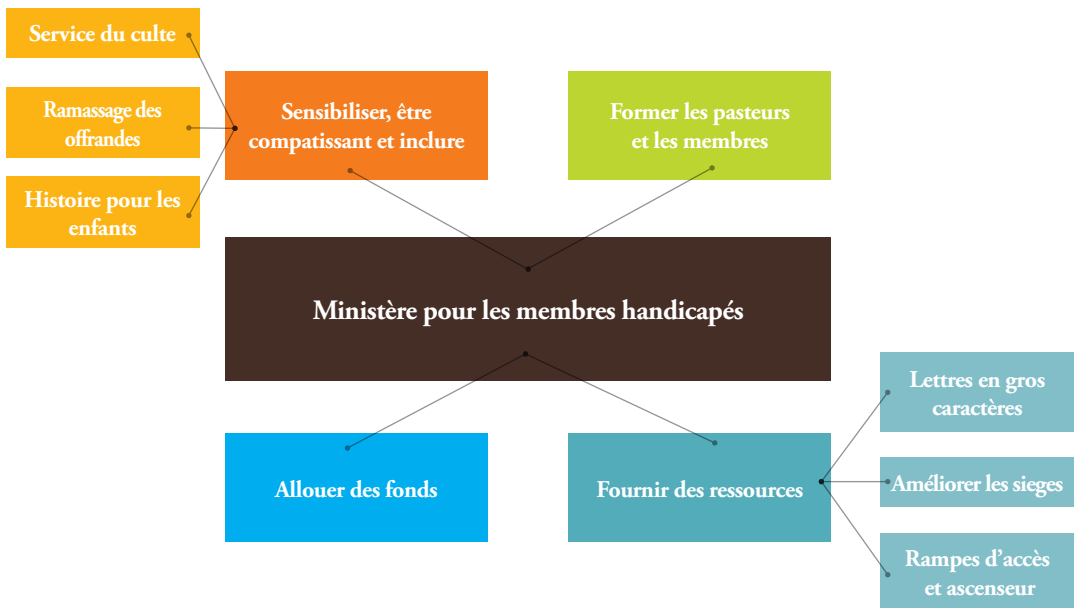 Service du culte
Ramassage des
offrandes
Histoire pour les
enfants
Sensibiliser, être
compatissant et inclure
Former les pasteurs
et les membres
Ministère pour les membres handicapés
Allouer des fonds
Fournir des ressources
Lettres en gros
caractères
Améliorer les sieges
Rampes d’accès
et ascenseur